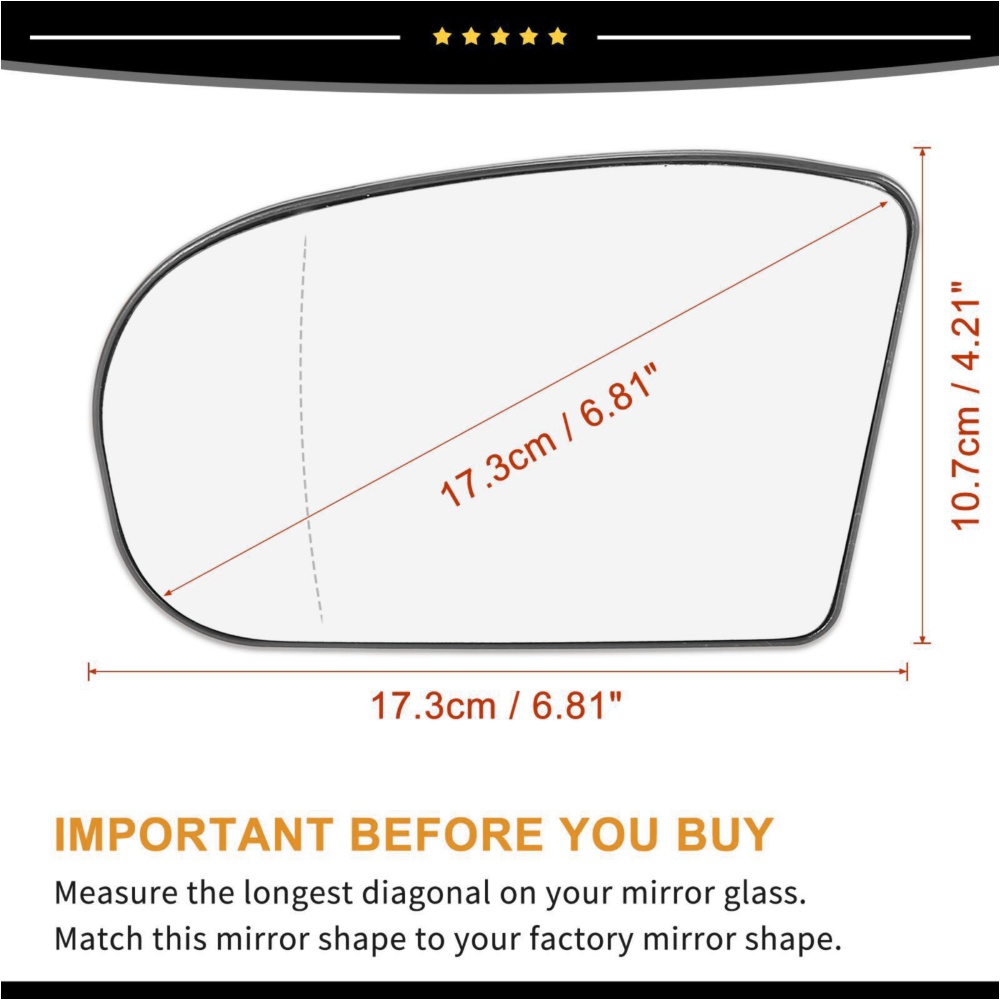 10.7cm / 4.21"
17.3cm / 6.81"
17.3cm / 6.81"
IMPORTANT BEFORE YOU BUY
Measure the longest diagonal on your mirror glass.
Match this mirror shape to your factory mirror shape.